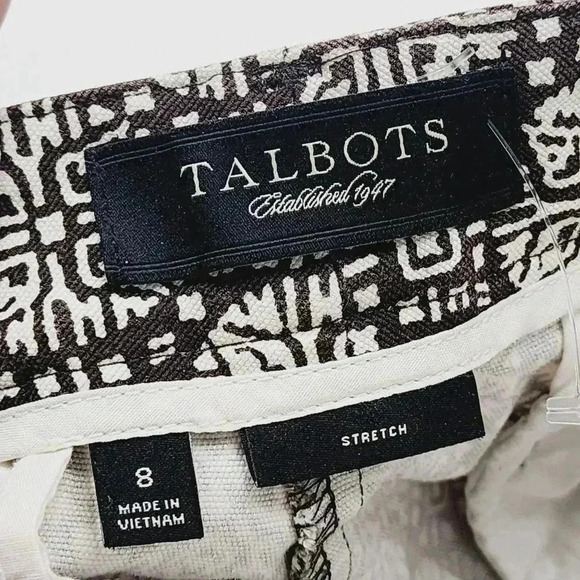 TALBOTS
Established 1947
STRETCH
8
MADE IN
VIETNAM